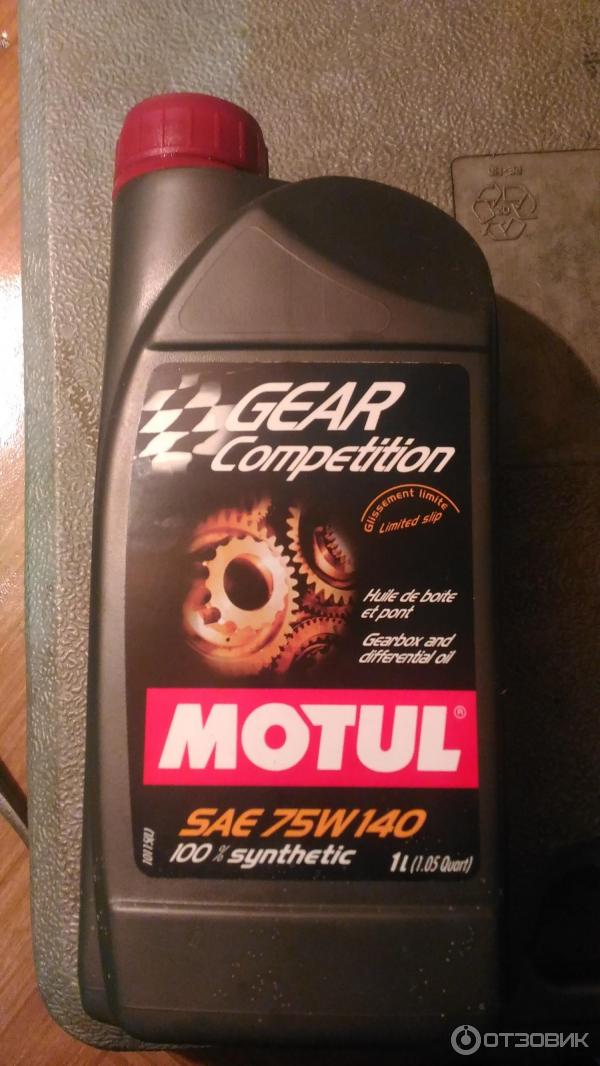 GEAR
Competition
Glissement limité
Limited slip
Huile de boite
et pont
Gearbox and
differential oil
MOTUL®
SAE 75W140
100% synthetic
1L (1.05 Quart)
ОТЗОВИК